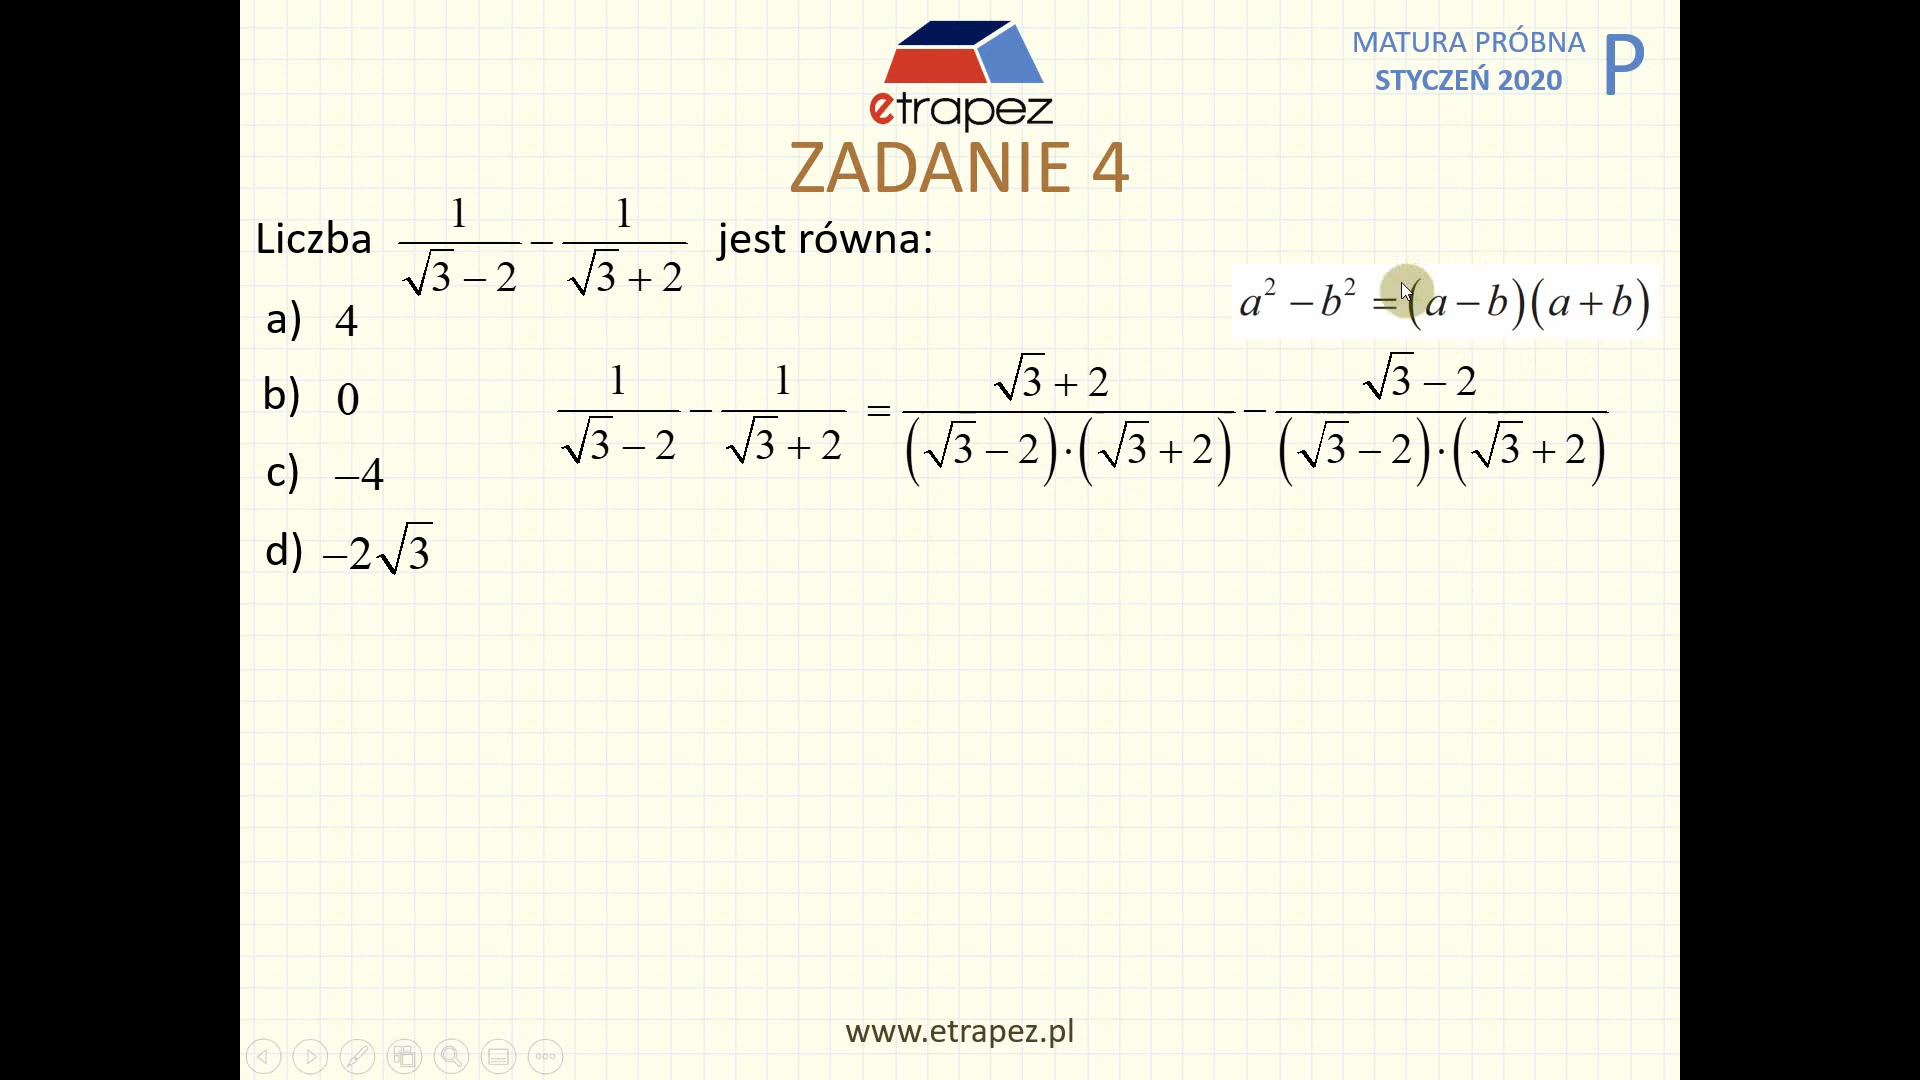 etrapez
MATURA PRÓBNA
STYCZEŃ 2020
P
ZADANIE 4
Liczba 1/(√3 − 2) − 1/(√3 + 2) jest równa:
a² − b² = (a − b)(a + b)
a) 4
b) 0
c) −4
d) −2√3
1/(√3 − 2) − 1/(√3 + 2) = (√3 + 2)/((√3 − 2)·(√3 + 2)) − (√3 − 2)/((√3 − 2)·(√3 + 2))
www.etrapez.pl